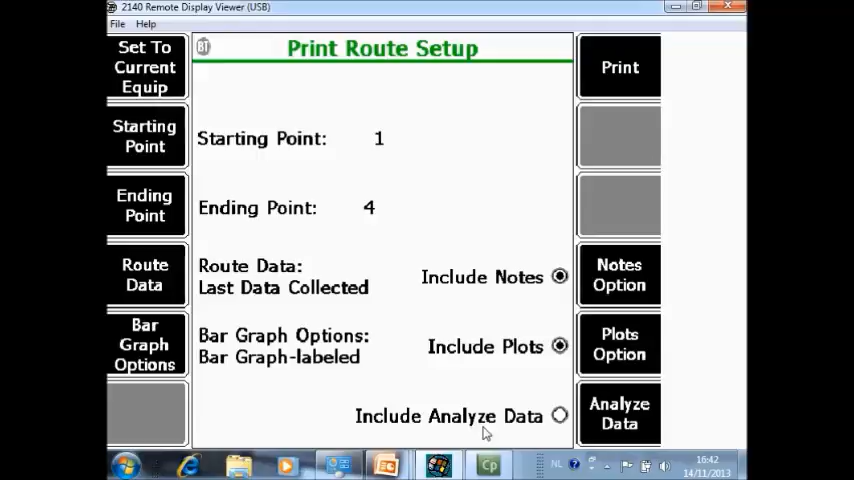 2140 Remote Display Viewer (USB)
File Help
Set To
Current
Equip
BT
Print Route Setup
Print
Starting
Point
Starting Point: 1
Ending
Point
Ending Point: 4
Route
Data
Route Data:
Last Data Collected
Include Notes
Notes
Option
Bar
Graph
Options
Bar Graph Options:
Bar Graph-labeled
Include Plots
Plots
Option
Include Analyze Data
Analyze
Data
Cp
NL
16:42
14/11/2013